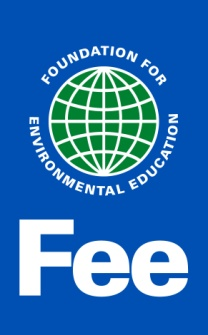 FOUNDATION FOR
ENVIRONMENTAL EDUCATION
Fee